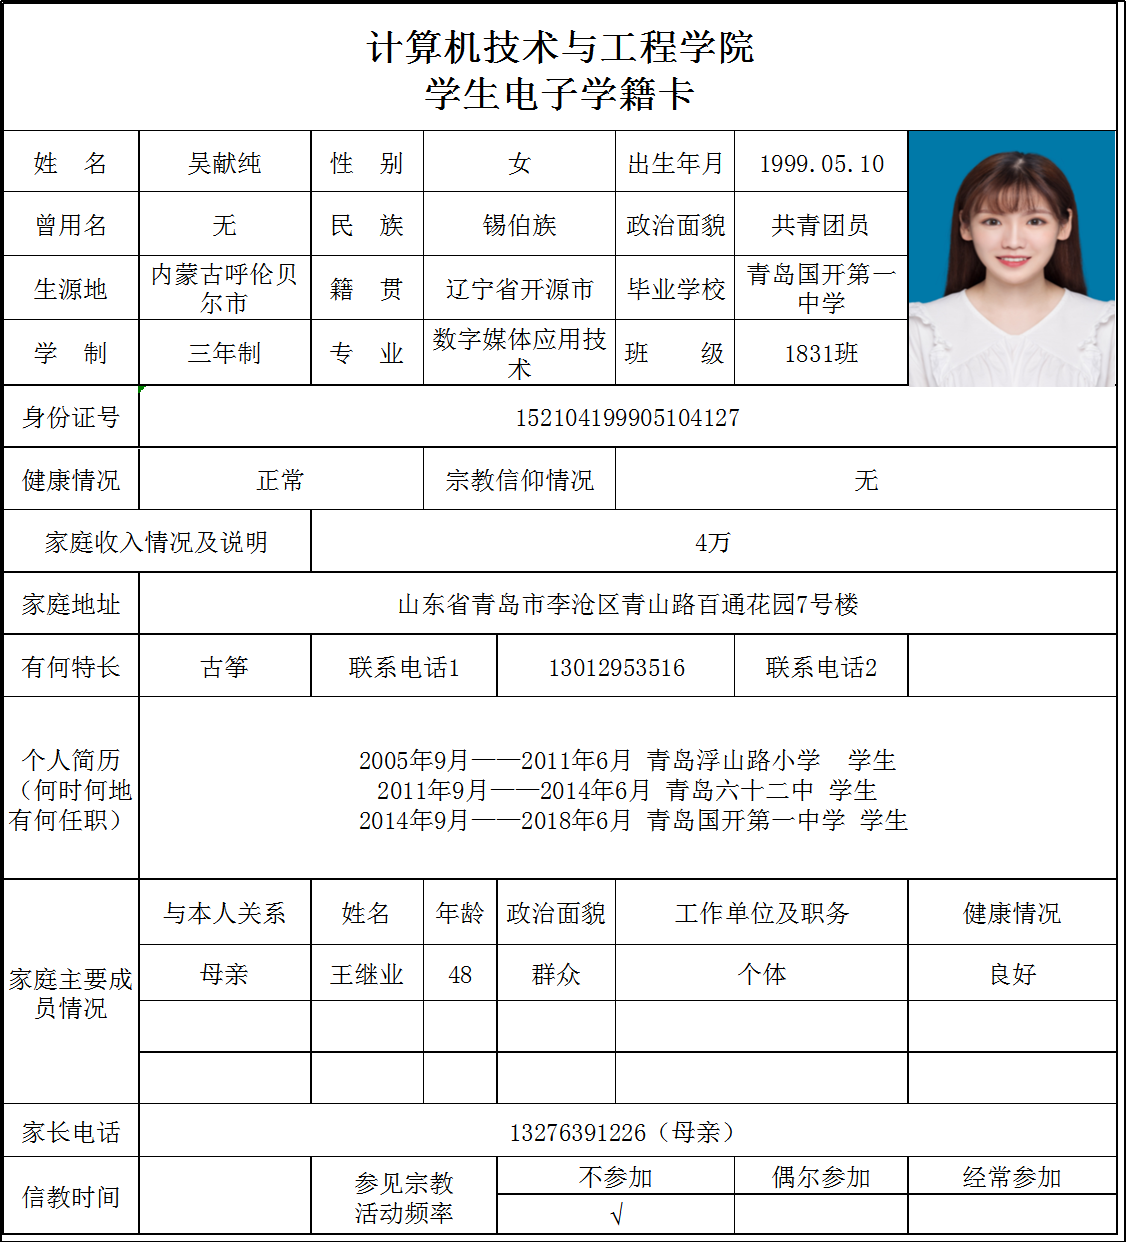 计算机技术与工程学院
学生电子学籍卡
姓 名 吴献纯 性 别 女 出生年月 1999.05.10
曾用名 无 民 族 锡伯族 政治面貌 共青团员
生源地 内蒙古呼伦贝尔市 籍 贯 辽宁省开源市 毕业学校 青岛国开第一中学
学 制 三年制 专 业 数字媒体应用技术 班 级 1831班
身份证号 152104199905104127
健康情况 正常 宗教信仰情况 无
家庭收入情况及说明 4万
家庭地址 山东省青岛市李沧区青山路百通花园7号楼
有何特长 古筝 联系电话1 13012953516 联系电话2
个人简历（何时何地有何任职）
2005年9月——2011年6月 青岛浮山路小学 学生
2011年9月——2014年6月 青岛六十二中 学生
2014年9月——2018年6月 青岛国开第一中学 学生
家庭主要成员情况
与本人关系 姓名 年龄 政治面貌 工作单位及职务 健康情况
母亲 王继业 48 群众 个体 良好
家长电话 13276391226（母亲）
信教时间 参见宗教活动频率 不参加 偶尔参加 经常参加
√